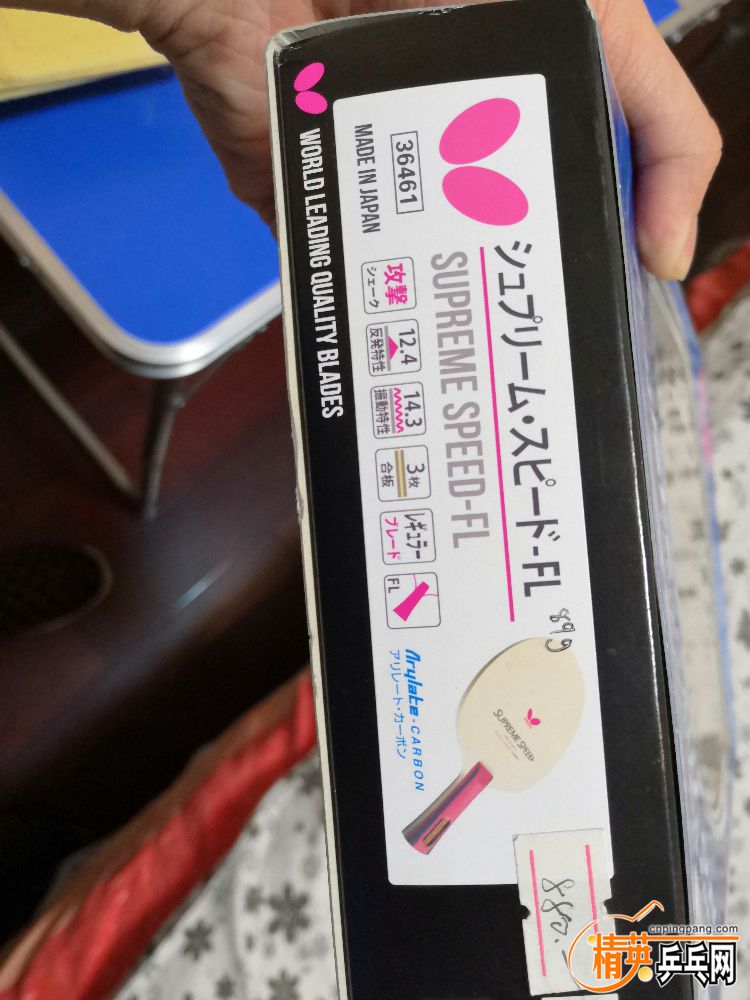 WORLD LEADING QUALITY BLADES
36461
MADE IN JAPAN
シュプリーム・スピード-FL
SUPREME SPEED-FL
攻撃
シェーク
12.4
反発特性
14.3
振動特性
3枚
合板
レギュラー
ブレード
FL
Arylate-CARBON
アリレート・カーボン
89g
SUPREME SPEED
880.
cnpingpang.com
精英乒乓网